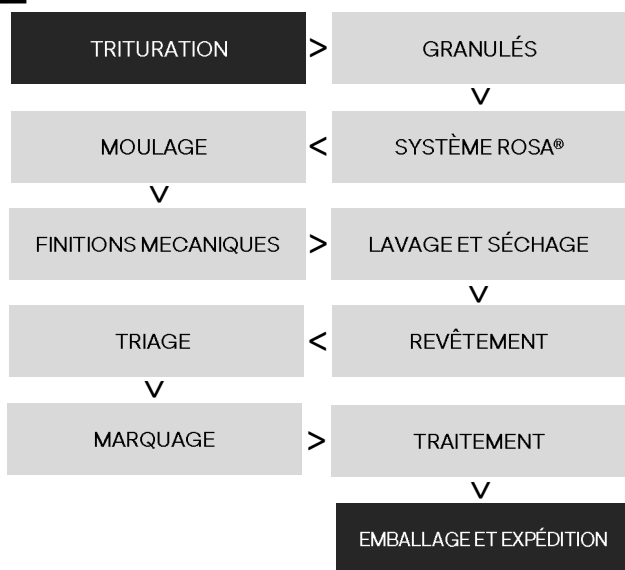 TRITURATION > GRANULÉS
V
MOULAGE < SYSTÈME ROSA®
V
FINITIONS MECANIQUES > LAVAGE ET SÉCHAGE
V
TRIAGE < REVÊTEMENT
V
MARQUAGE > TRAITEMENT
V
EMBALLAGE ET EXPÉDITION